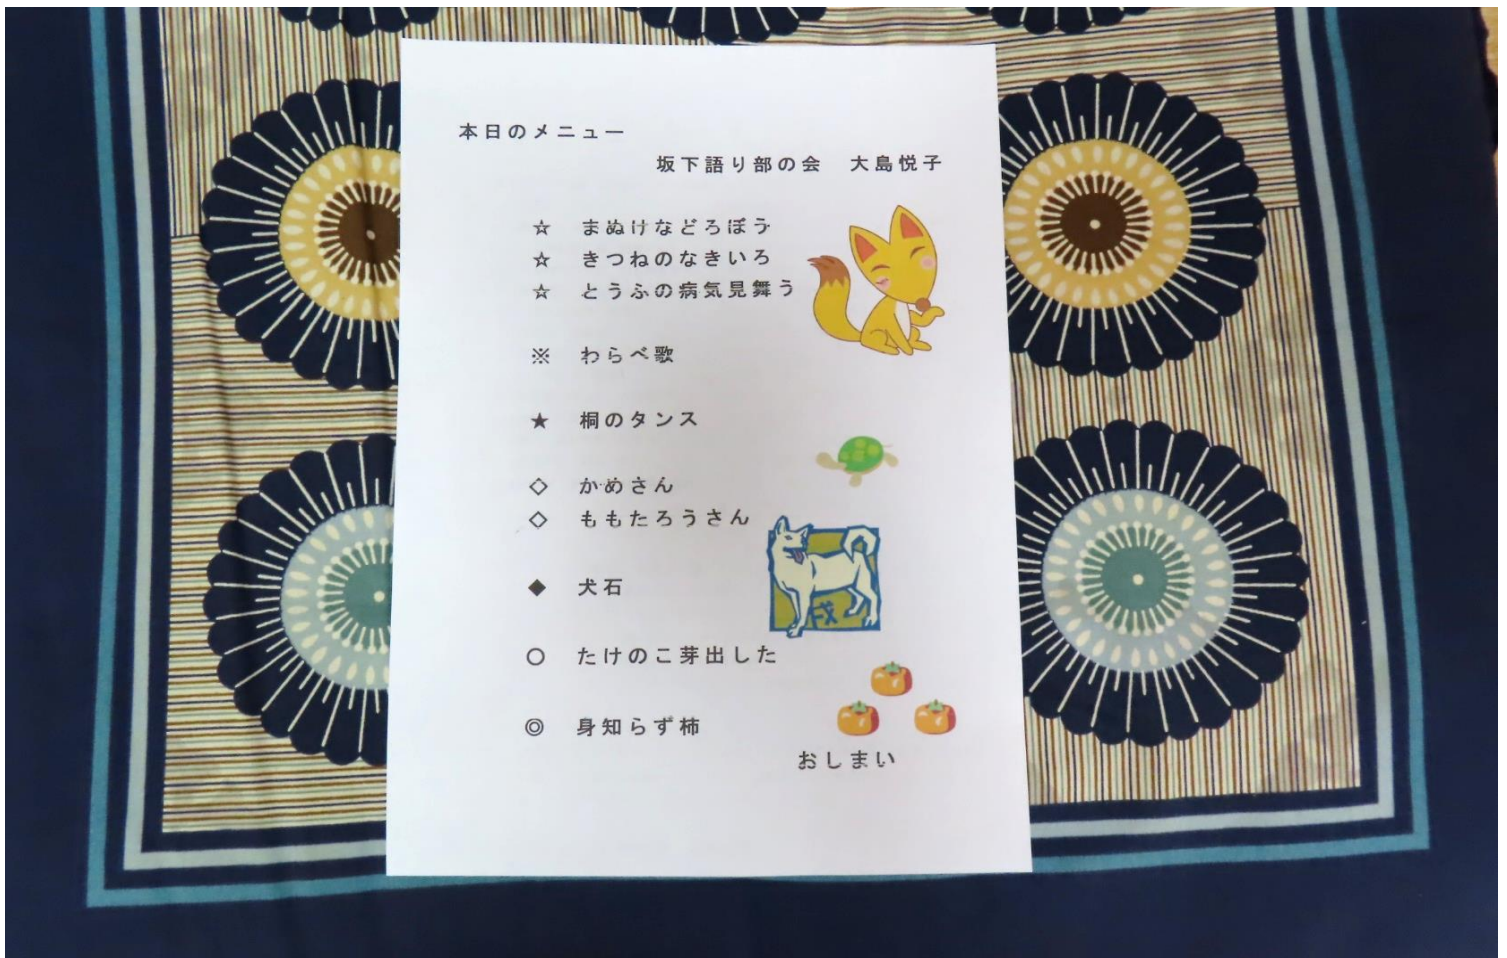 本日のメニュー
坂下語り部の会　大島悦子
☆　まぬけなどろぼう
☆　きつねのなきいろ
☆　とうふの病気見舞う
※　わらべ歌
★　桐のタンス
◇　かめさん
◇　ももたろうさん
◆　犬石
戌
○　たけのこ芽出した
◎　身知らず柿
おしまい